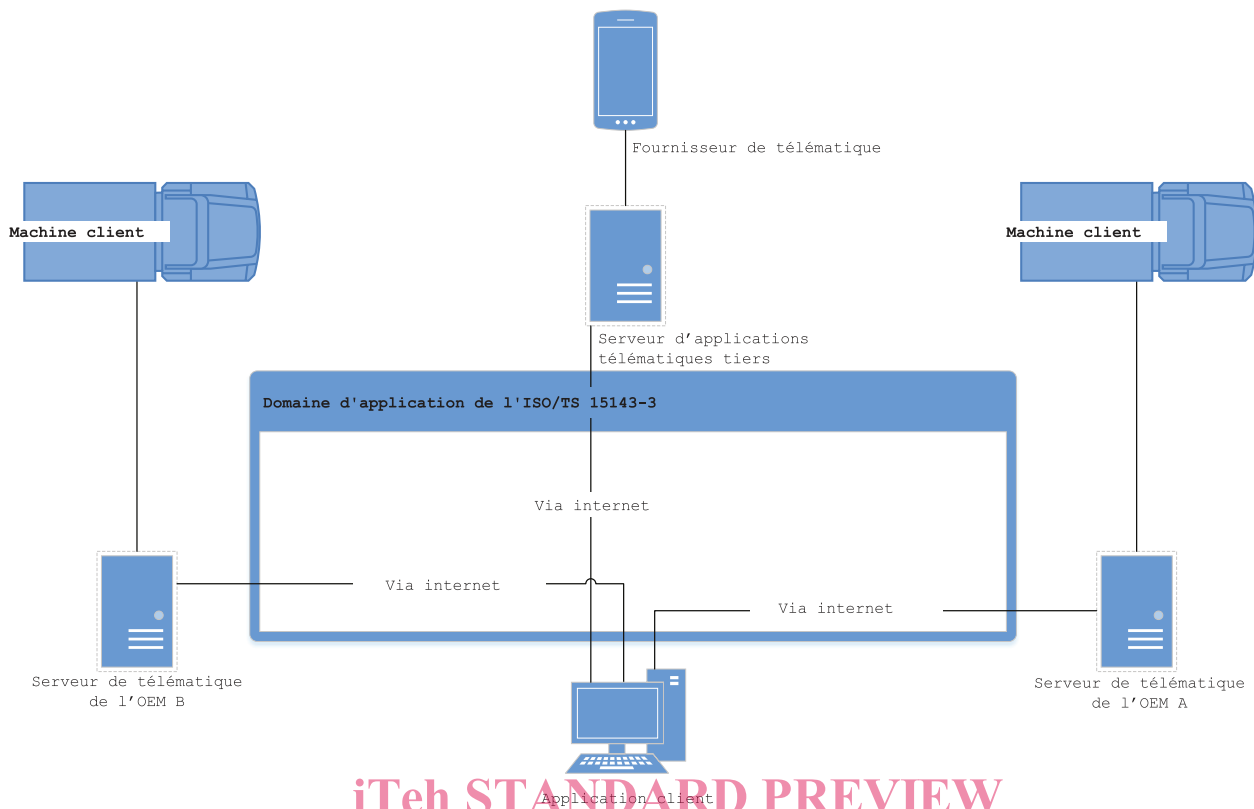 Fournisseur de télématique
Machine client
Machine client
Serveur d’applications
télématiques tiers
Domaine d'application de l'ISO/TS 15143-3
Via internet
Via internet
Via internet
Serveur de télématique
de l’OEM B
Serveur de télématique
de l’OEM A
iTeh STANDARD PREVIEW
Application client